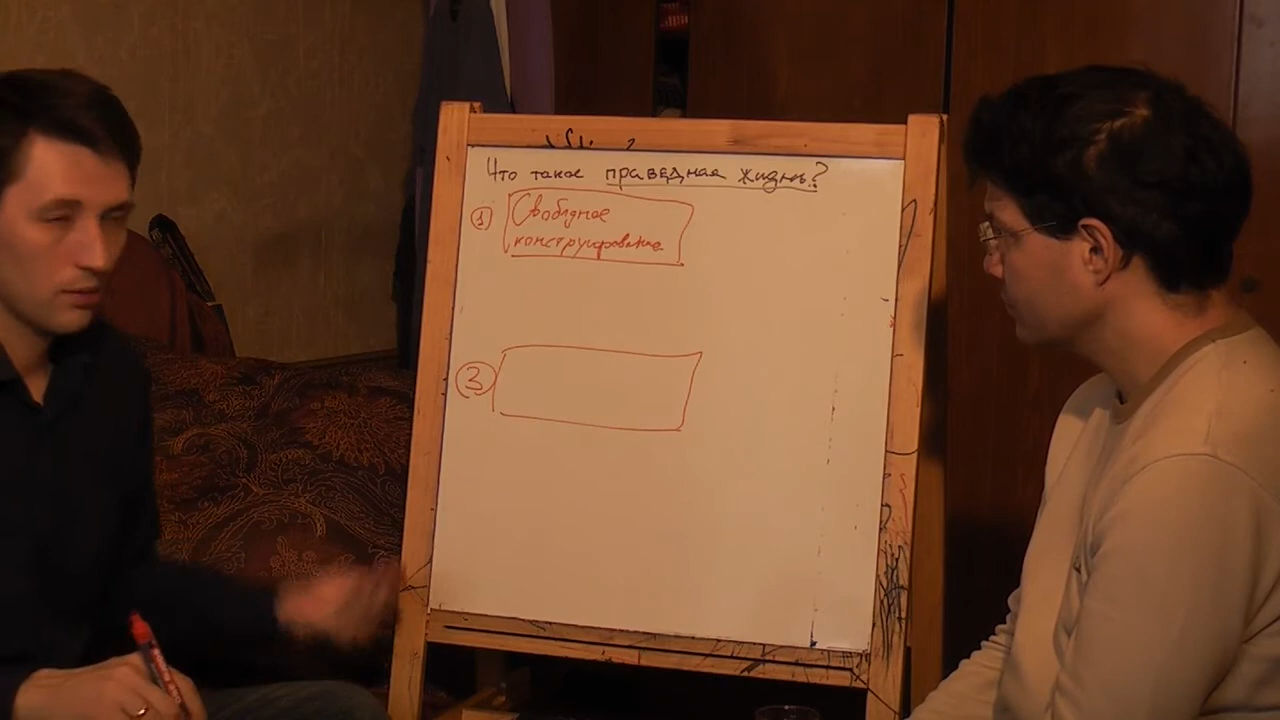 Что такое праведная жизнь?
1 Свободное
конструирование
3